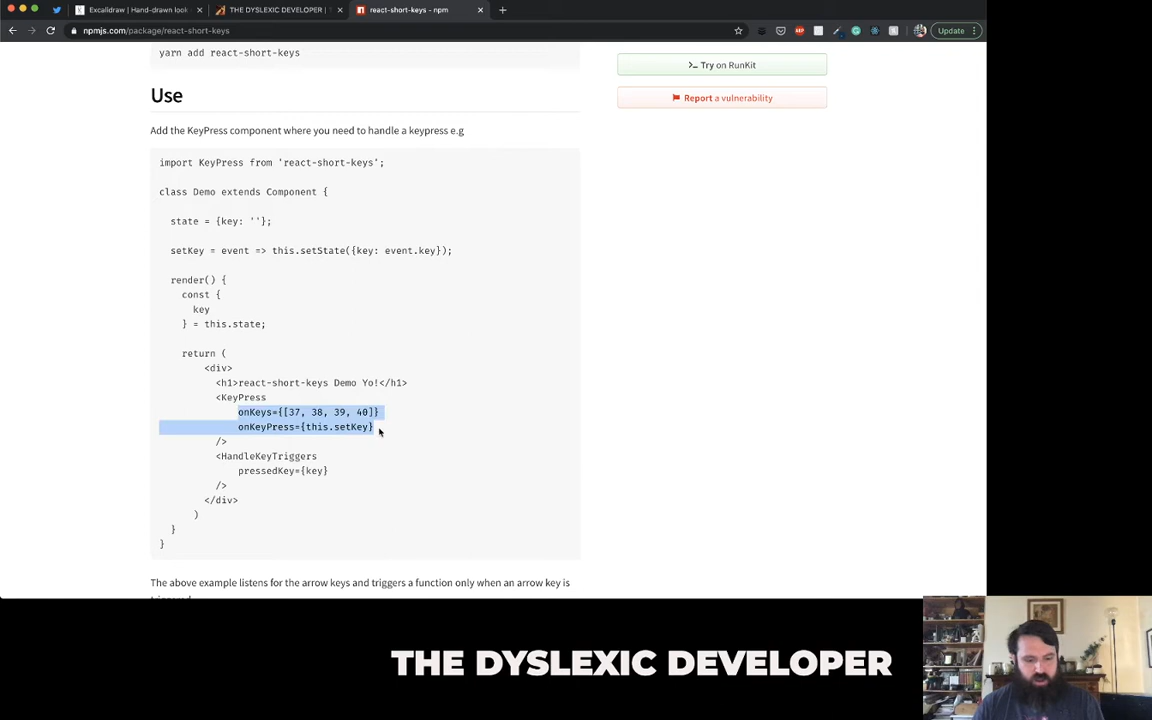 Excalidraw | Hand-drawn look
THE DYSLEXIC DEVELOPER |
react-short-keys - npm
npmjs.com/package/react-short-keys
Update
yarn add react-short-keys
>_ Try on RunKit
Report a vulnerability
Use
Add the KeyPress component where you need to handle a keypress e.g
import KeyPress from 'react-short-keys';
class Demo extends Component {
state = {key: ''};
setKey = event => this.setState({key: event.key});
render() {
const {
key
} = this.state;
return (
<div>
<h1>react-short-keys Demo Yo!</h1>
<KeyPress
onKeys={[37, 38, 39, 40]}
onKeyPress={this.setKey}
/>
<HandleKeyTriggers
pressedKey={key}
/>
</div>
)
}
}
The above example listens for the arrow keys and triggers a function only when an arrow key is
THE DYSLEXIC DEVELOPER